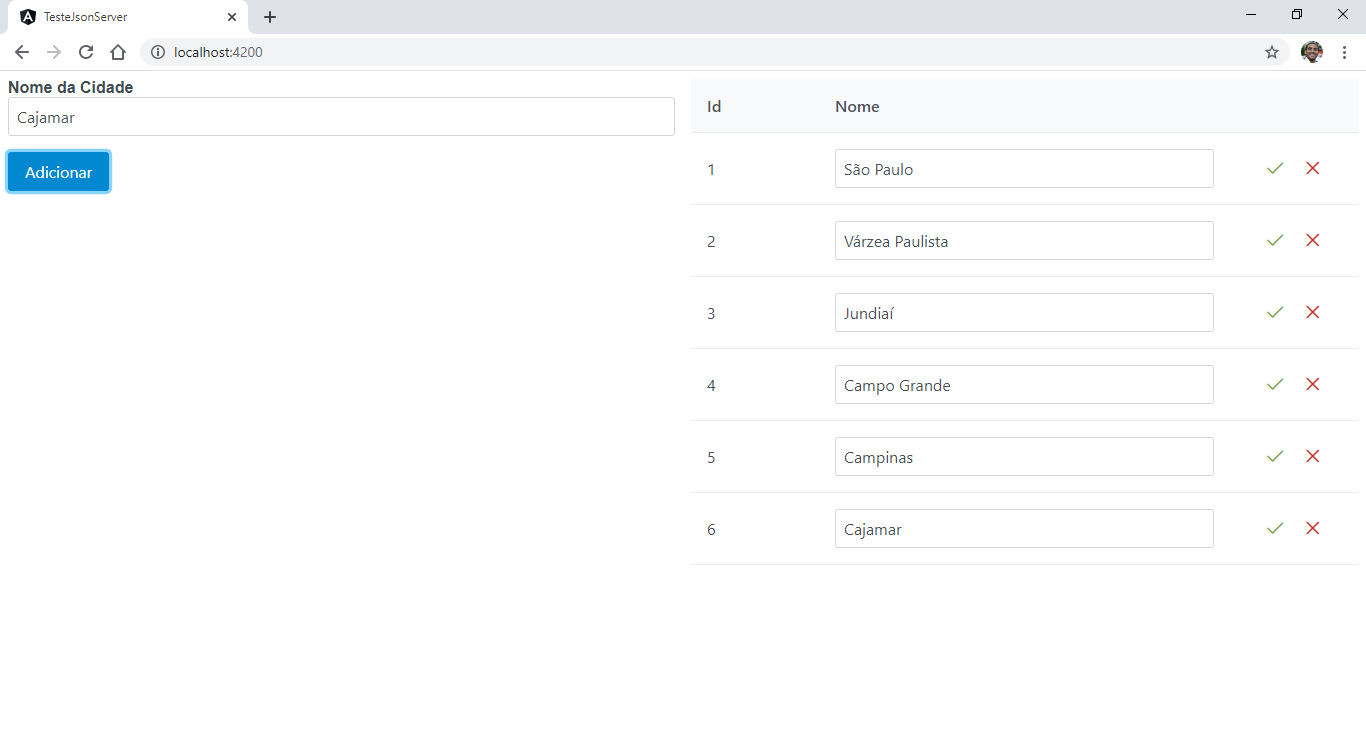 TesteJsonServer
localhost:4200
Nome da Cidade
Cajamar
Adicionar
Id Nome
1 São Paulo
2 Várzea Paulista
3 Jundiaí
4 Campo Grande
5 Campinas
6 Cajamar